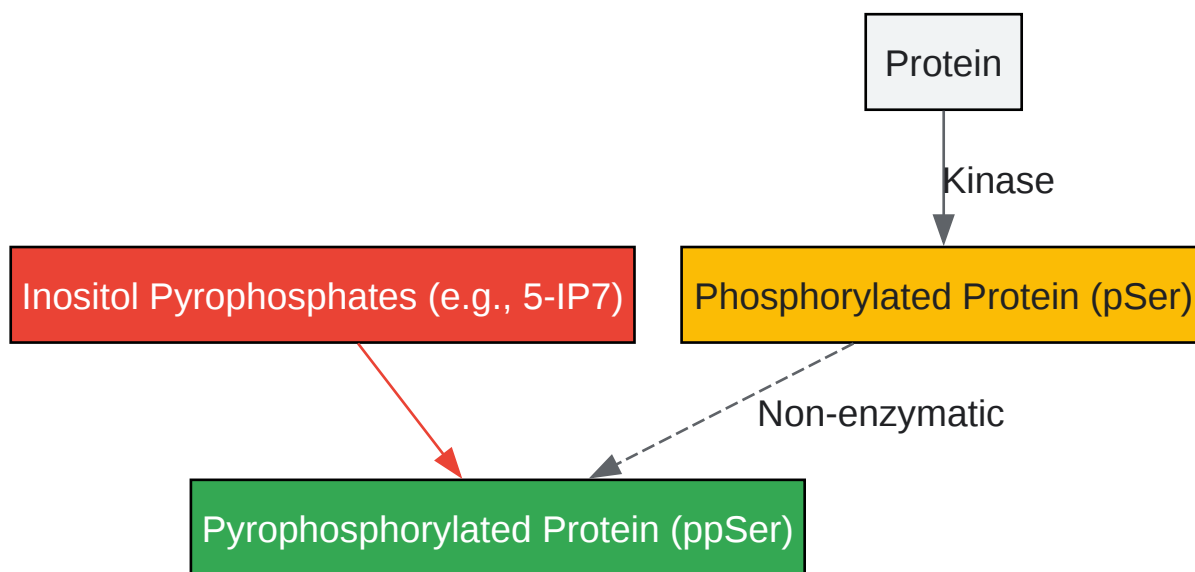 Protein
Kinase
Inositol Pyrophosphates (e.g., 5-IP7)
Phosphorylated Protein (pSer)
Non-enzymatic
Pyrophosphorylated Protein (ppSer)